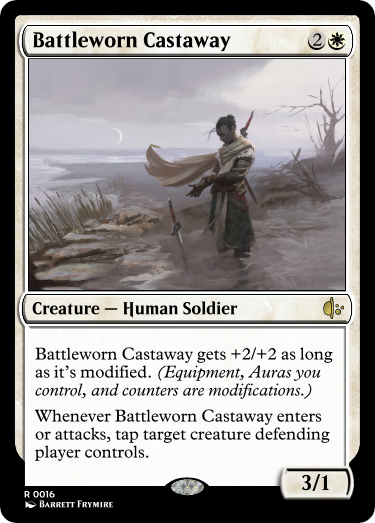 Battleworn Castaway 2
Creature — Human Soldier
Battleworn Castaway gets +2/+2 as long
as it's modified. (Equipment, Auras you
control, and counters are modifications.)
Whenever Battleworn Castaway enters
or attacks, tap target creature defending
player controls.
3/1
R 0016
Barrett Frymire